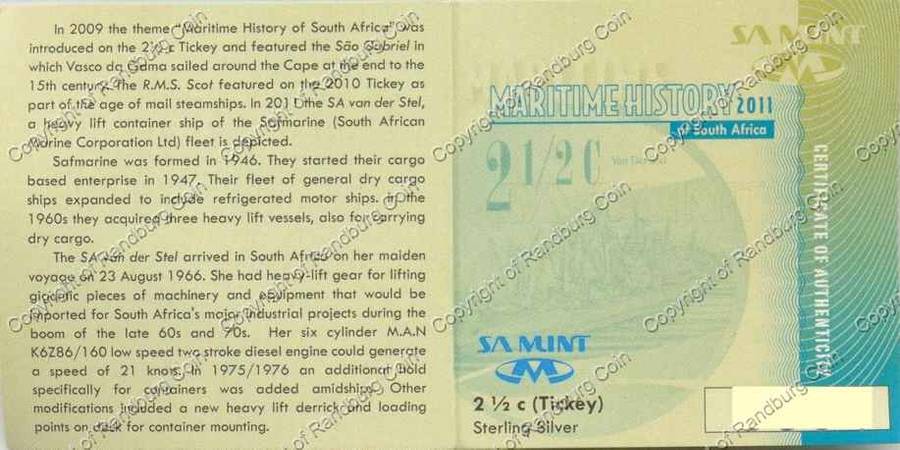 In 2009 the theme "Maritime History of South Africa" was
introduced on the 2½ c Tickey and featured the São Gabriel in
which Vasco da Gama sailed around the Cape at the end to the
15th century. The R.M.S. Scot featured on the 2010 Tickey as
part of the age of mail steamships. In 2011 the SA van der Stel,
a heavy lift container ship of the Safmarine (South African
Marine Corporation Ltd) fleet is depicted.
Safmarine was formed in 1946. They started their cargo
based enterprise in 1947. Their fleet of general dry cargo
ships expanded to include refrigerated motor ships. In the
1960s they acquired three heavy lift vessels, also for carrying
dry cargo.
The SA van der Stel arrived in South Africa on her maiden
voyage on 23 August 1966. She had heavy-lift gear for lifting
gigantic pieces of machinery and equipment that would be
imported for South Africa's major industrial projects during the
boom of the late 60s and 70s. Her six cylinder M.A.N
K6Z86/160 low speed two stroke diesel engine could generate
a speed of 21 knots. In 1975/1976 an additional hold
specifically for containers was added amidships. Other
modifications included a new heavy lift derrick and loading
points on deck for container mounting.
SA MINT
MARITIME HISTORY 2011
of South Africa
2 1/2 C
CERTIFICATE OF AUTHENTICITY
SA MINT
2 ½ c (Tickey)
Sterling Silver
Copyright of Randburg Coin